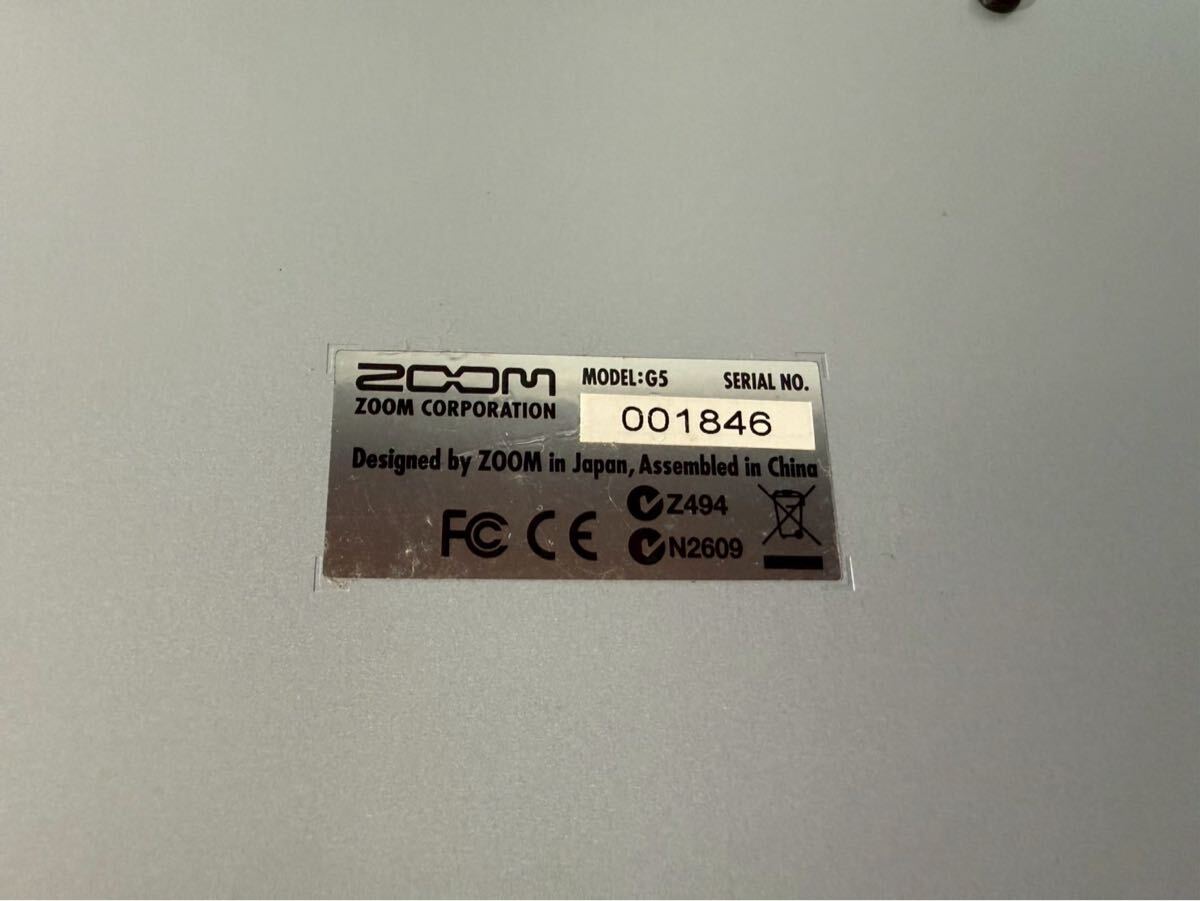 ZOOM MODEL:G5 SERIAL NO.
ZOOM CORPORATION 001846
Designed by ZOOM in Japan, Assembled in China
Z494
FC CE N2609